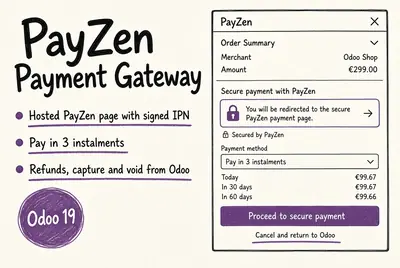 PayZen
Payment Gateway
Hosted PayZen page with signed IPN
Pay in 3 instalments
Refunds, capture and void from Odoo
Odoo 19
PayZen
Order Summary
Merchant Odoo Shop
Amount €299.00
Secure payment with PayZen
You will be redirected to the secure
PayZen payment page.
Secured by PayZen
Payment method
Pay in 3 instalments
Today €99.67
In 30 days €99.67
In 60 days €99.66
Proceed to secure payment
Cancel and return to Odoo